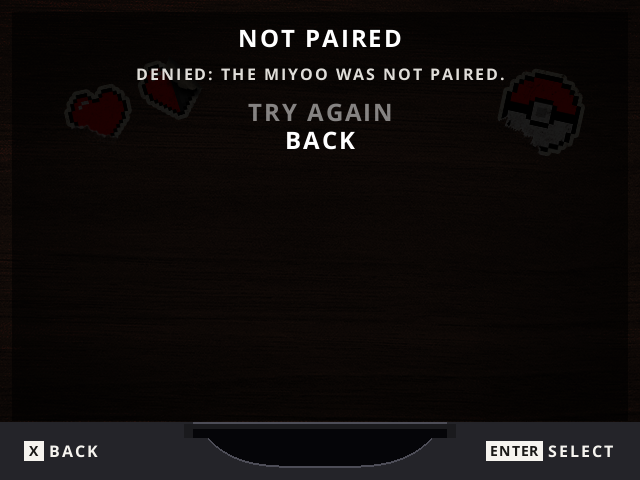 NOT PAIRED
DENIED: THE MIYOO WAS NOT PAIRED.
TRY AGAIN
BACK
X BACK
ENTER SELECT